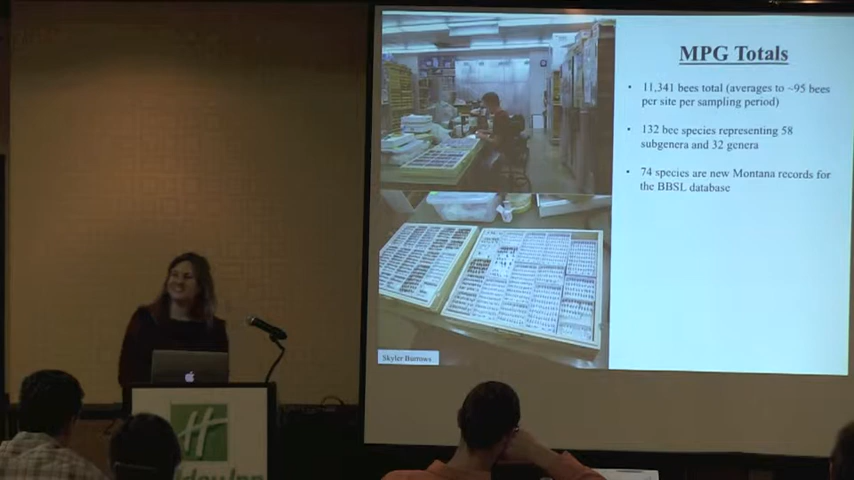 MPG Totals
• 11,341 bees total (averages to ~95 bees
per site per sampling period)
• 132 bee species representing 58
subgenera and 32 genera
• 74 species are new Montana records for
the BBSL database
Skyler Burrows
H